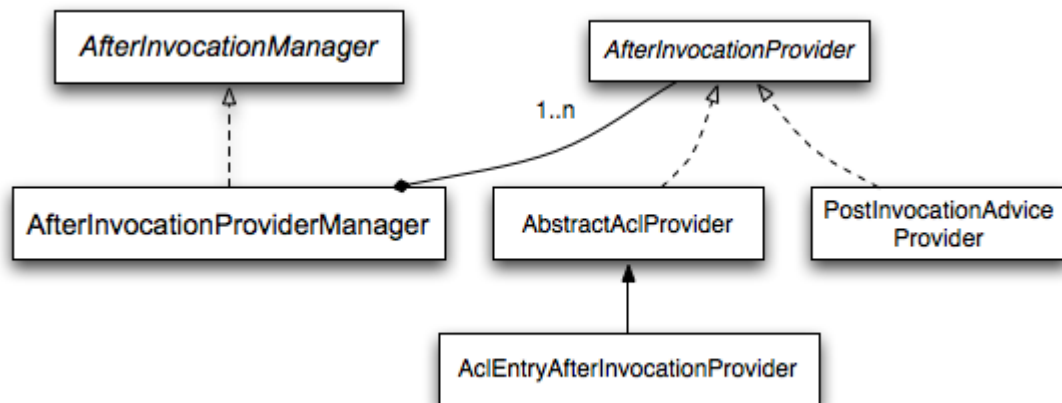 AfterInvocationManager
AfterInvocationProvider
1..n
AfterInvocationProviderManager
AbstractAclProvider
PostInvocationAdvice
Provider
AclEntryAfterInvocationProvider